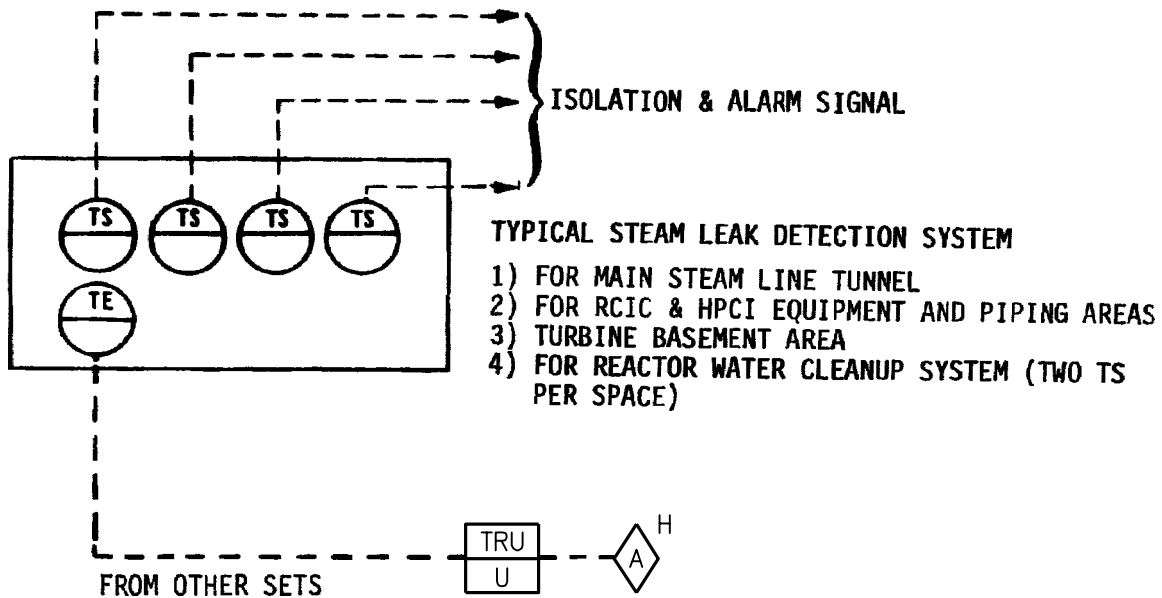 ISOLATION & ALARM SIGNAL
TS TS TS TS
TE
TYPICAL STEAM LEAK DETECTION SYSTEM
1) FOR MAIN STEAM LINE TUNNEL
2) FOR RCIC & HPCI EQUIPMENT AND PIPING AREAS
3) TURBINE BASEMENT AREA
4) FOR REACTOR WATER CLEANUP SYSTEM (TWO TS
PER SPACE)
H
TRU
A
U
FROM OTHER SETS